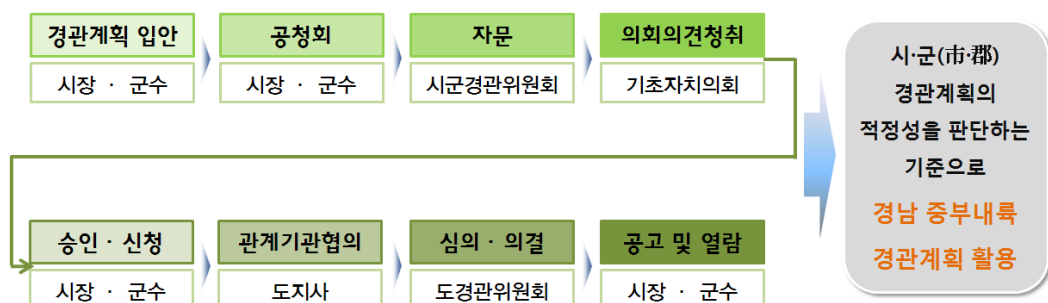 경관계획 입안
공청회
자문
의회의견청취
시장 · 군수
시장 · 군수
시군경관위원회
기초자치의회
승인 · 신청
관계기관협의
심의 · 의결
공고 및 열람
시장 · 군수
도지사
도경관위원회
시장 · 군수
시·군(市·郡)
경관계획의
적정성을 판단하는
기준으로
경남 중부내륙
경관계획 활용